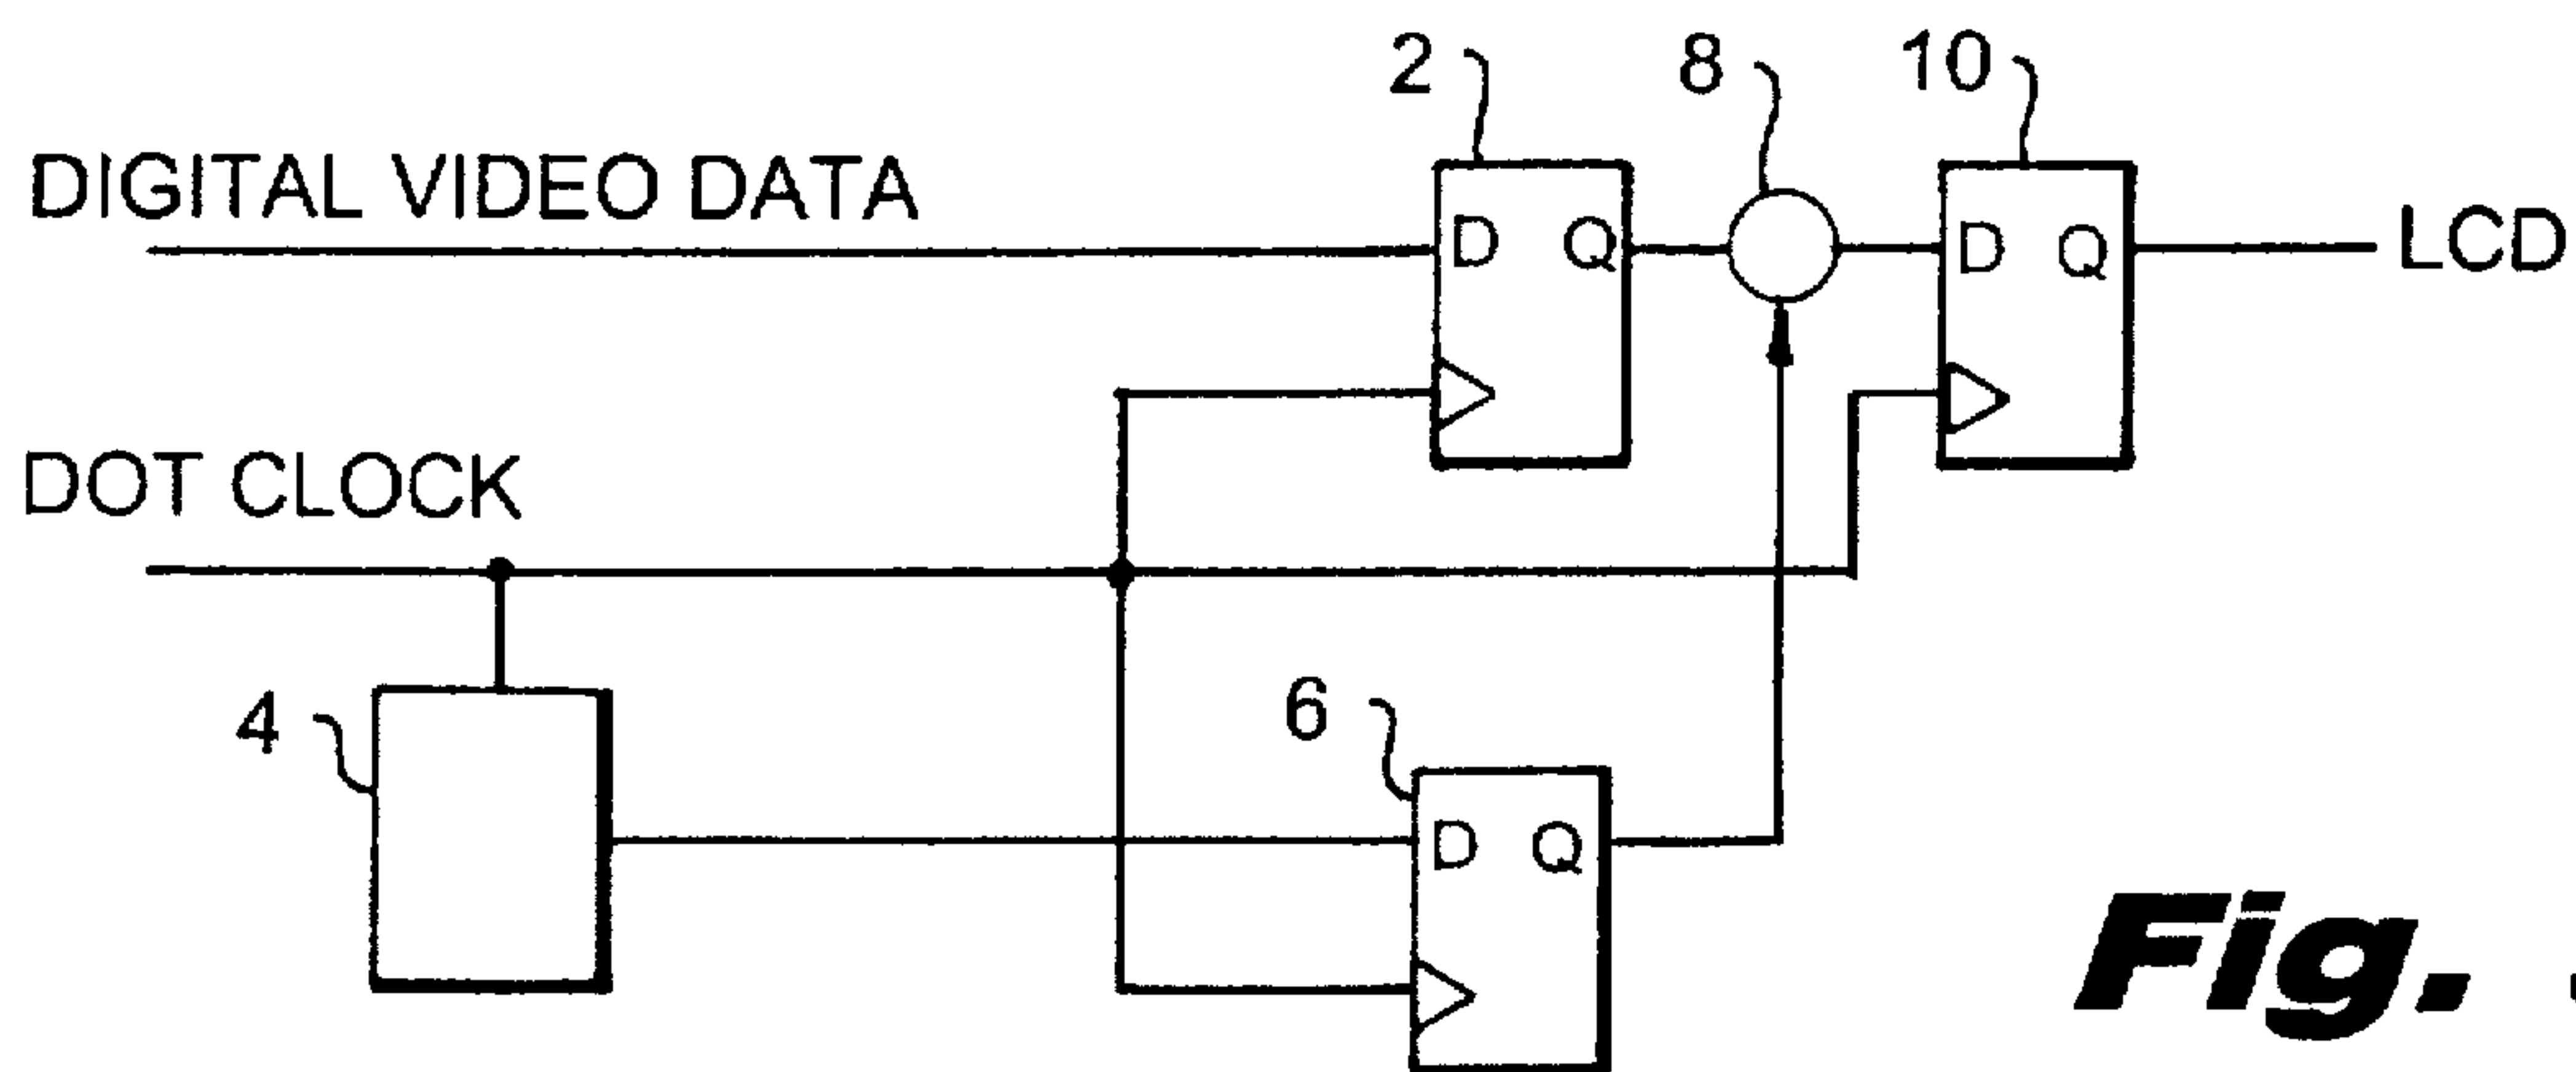 2 8 10
DIGITAL VIDEO DATA
D Q D Q LCD
DOT CLOCK
4 6
D Q
Fig.